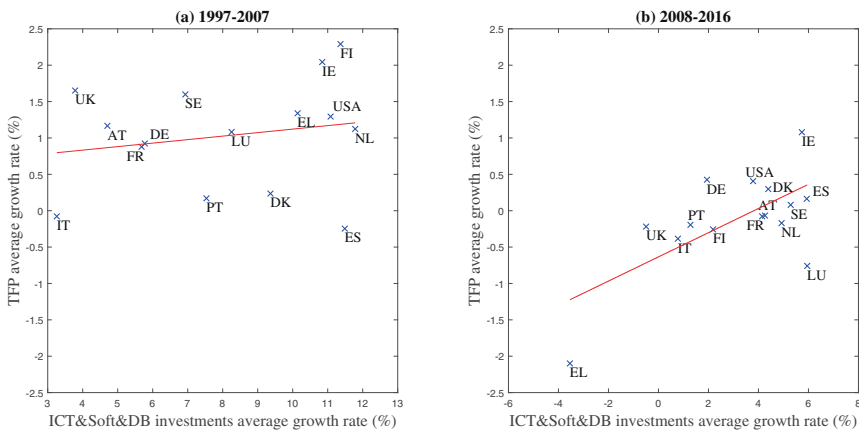 (a) 1997-2007
TFP average growth rate (%)
2.5
2
1.5
1
0.5
0
-0.5
-1
-1.5
-2
-2.5
FI
IE
UK
SE
USA
EL
AT
DE
LU
NL
FR
PT
DK
IT
ES
3 4 5 6 7 8 9 10 11 12 13
ICT&Soft&DB investments average growth rate (%)
(b) 2008-2016
TFP average growth rate (%)
2.5
2
1.5
1
0.5
0
-0.5
-1
-1.5
-2
-2.5
IE
USA
DE
DK
ES
AT
PT
SE
FR
UK
IT
FI
NL
LU
EL
-6 -4 -2 0 2 4 6 8
ICT&Soft&DB investments average growth rate (%)